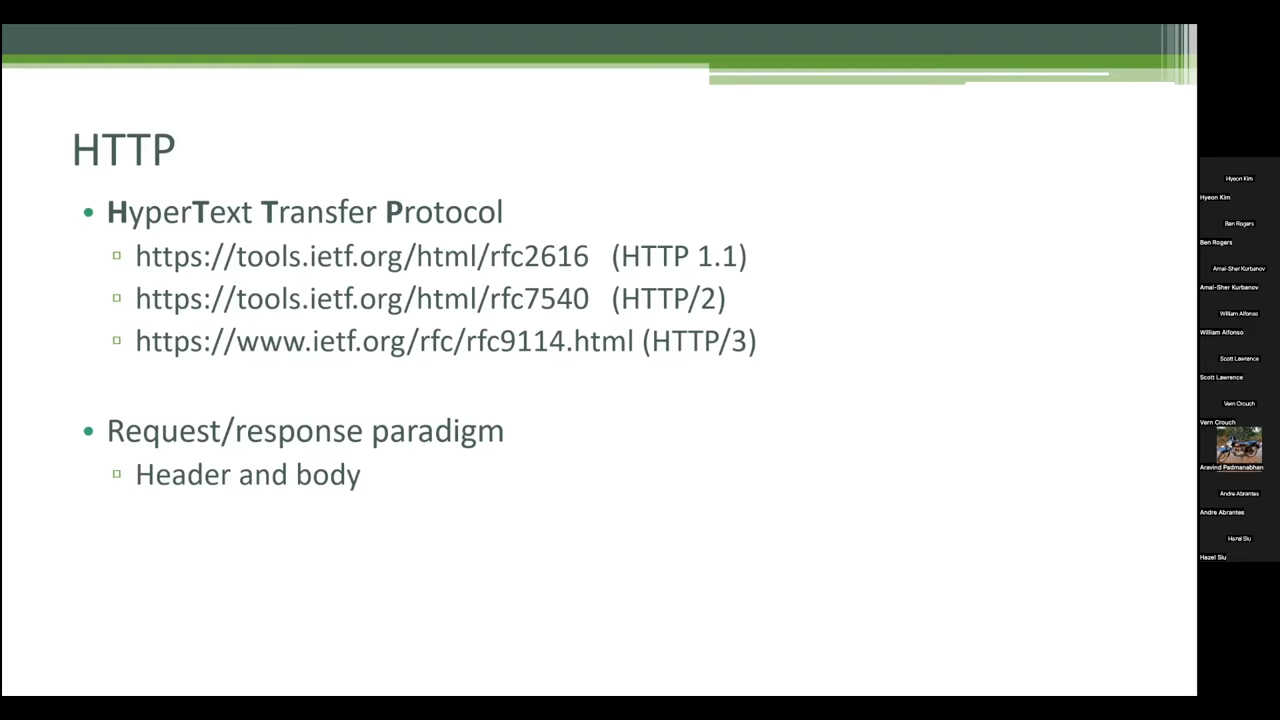 HTTP
• HyperText Transfer Protocol
▫ https://tools.ietf.org/html/rfc2616 (HTTP 1.1)
▫ https://tools.ietf.org/html/rfc7540 (HTTP/2)
▫ https://www.ietf.org/rfc/rfc9114.html (HTTP/3)
• Request/response paradigm
▫ Header and body
Hyeon Kim
Hyeon Kim
Ben Rogers
Ben Rogers
Amal-Sher Kurbanov
Amal-Sher Kurbanov
William Alfonso
William Alfonso
Scott Lawrence
Scott Lawrence
Vern Crouch
Vern Crouch
Aravind Padmanabhan
Andre Abrantes
Andre Abrantes
Hazel Siu
Hazel Siu